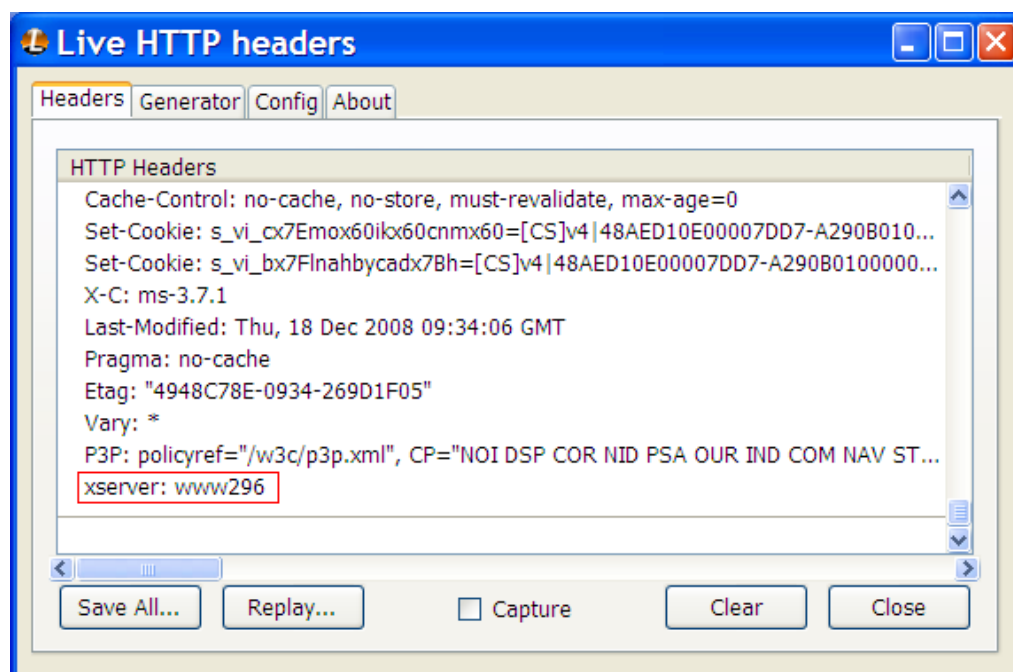 Live HTTP headers
Headers Generator Config About
HTTP Headers
Cache-Control: no-cache, no-store, must-revalidate, max-age=0
Set-Cookie: s_vi_cx7Emox60ikx60cnmx60=[CS]v4|48AED10E00007DD7-A290B010...
Set-Cookie: s_vi_bx7Flnahbycadx7Bh=[CS]v4|48AED10E00007DD7-A290B0100000...
X-C: ms-3.7.1
Last-Modified: Thu, 18 Dec 2008 09:34:06 GMT
Pragma: no-cache
Etag: "4948C78E-0934-269D1F05"
Vary: *
P3P: policyref="/w3c/p3p.xml", CP="NOI DSP COR NID PSA OUR IND COM NAV ST...
xserver: www296
Save All... Replay... Capture Clear Close